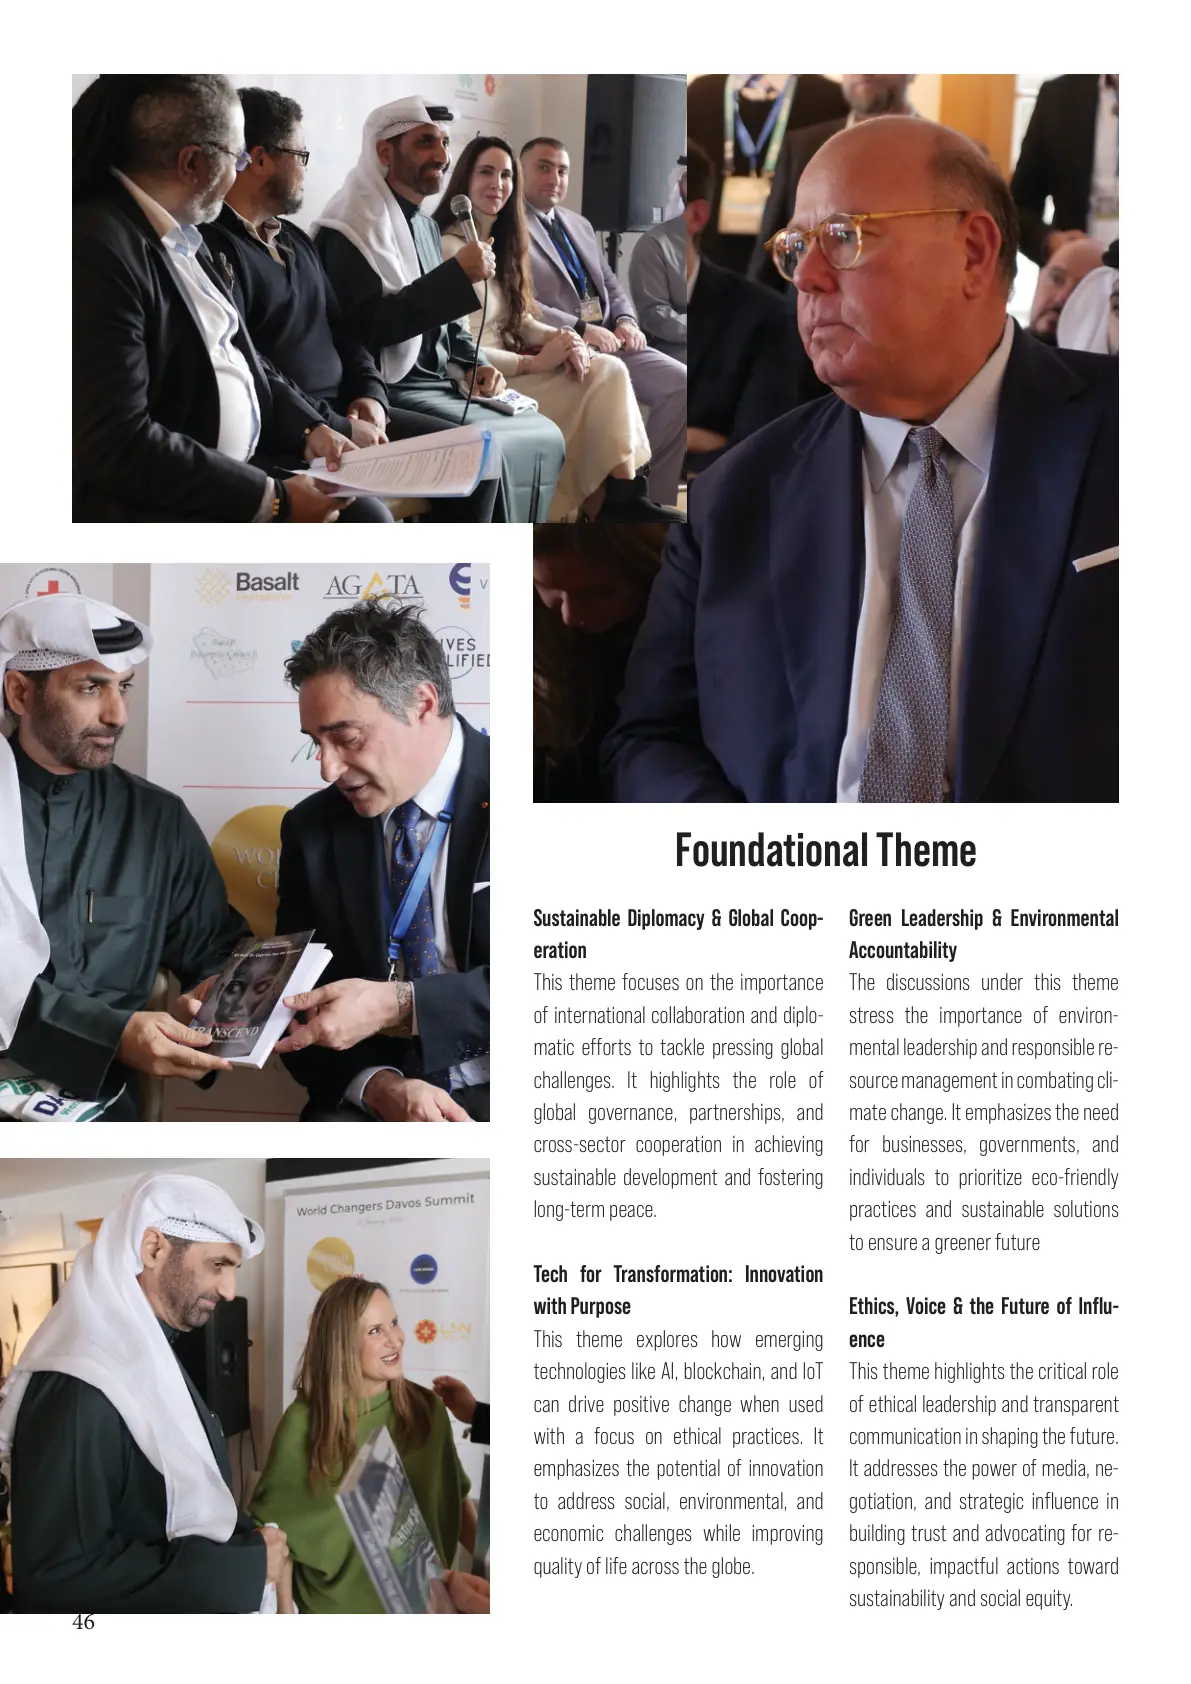 Basalt
AGATA
V
IVES
LIFIED
WO
C
TRANSCEND
DA
World Changers Davos Summit
Foundational Theme
Sustainable Diplomacy & Global Coop-
eration
This theme focuses on the importance
of international collaboration and diplo-
matic efforts to tackle pressing global
challenges. It highlights the role of
global governance, partnerships, and
cross-sector cooperation in achieving
sustainable development and fostering
long-term peace.
Tech for Transformation: Innovation
with Purpose
This theme explores how emerging
technologies like AI, blockchain, and IoT
can drive positive change when used
with a focus on ethical practices. It
emphasizes the potential of innovation
to address social, environmental, and
economic challenges while improving
quality of life across the globe.
Green Leadership & Environmental
Accountability
The discussions under this theme
stress the importance of environ-
mental leadership and responsible re-
source management in combating cli-
mate change. It emphasizes the need
for businesses, governments, and
individuals to prioritize eco-friendly
practices and sustainable solutions
to ensure a greener future
Ethics, Voice & the Future of Influ-
ence
This theme highlights the critical role
of ethical leadership and transparent
communication in shaping the future.
It addresses the power of media, ne-
gotiation, and strategic influence in
building trust and advocating for re-
sponsible, impactful actions toward
sustainability and social equity.
46